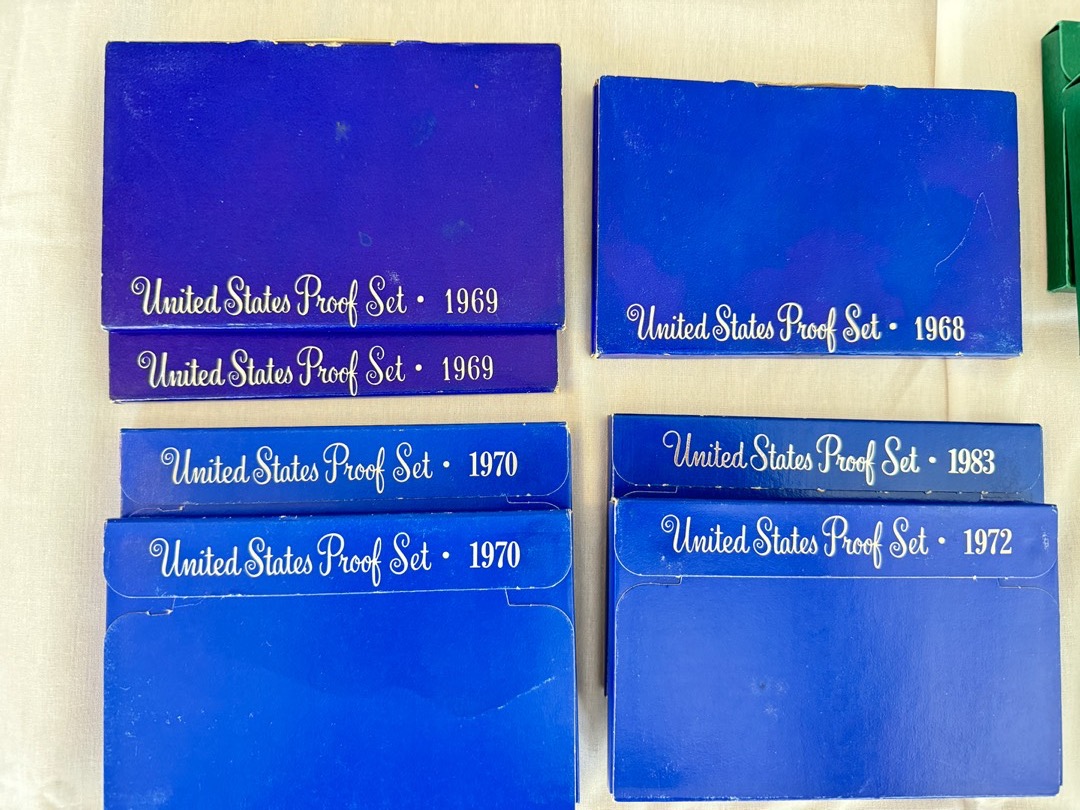 United States Proof Set • 1969
United States Proof Set • 1969
United States Proof Set • 1968
United States Proof Set • 1970
United States Proof Set • 1970
United States Proof Set • 1983
United States Proof Set • 1972